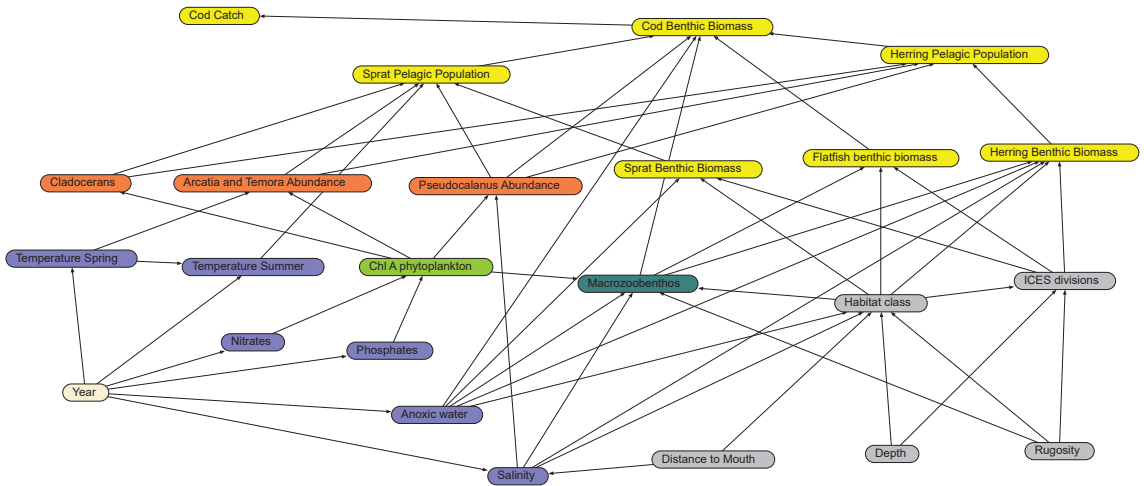 Cod Catch
Cod Benthic Biomass
Herring Pelagic Population
Sprat Pelagic Population
Herring Benthic Biomass
Flatfish benthic biomass
Sprat Benthic Biomass
Cladocerans
Arcatia and Temora Abundance
Pseudocalanus Abundance
Temperature Spring
Temperature Summer
Chl A phytoplankton
Macrozoobenthos
ICES divisions
Habitat class
Nitrates
Phosphates
Year
Anoxic water
Salinity
Distance to Mouth
Depth
Rugosity